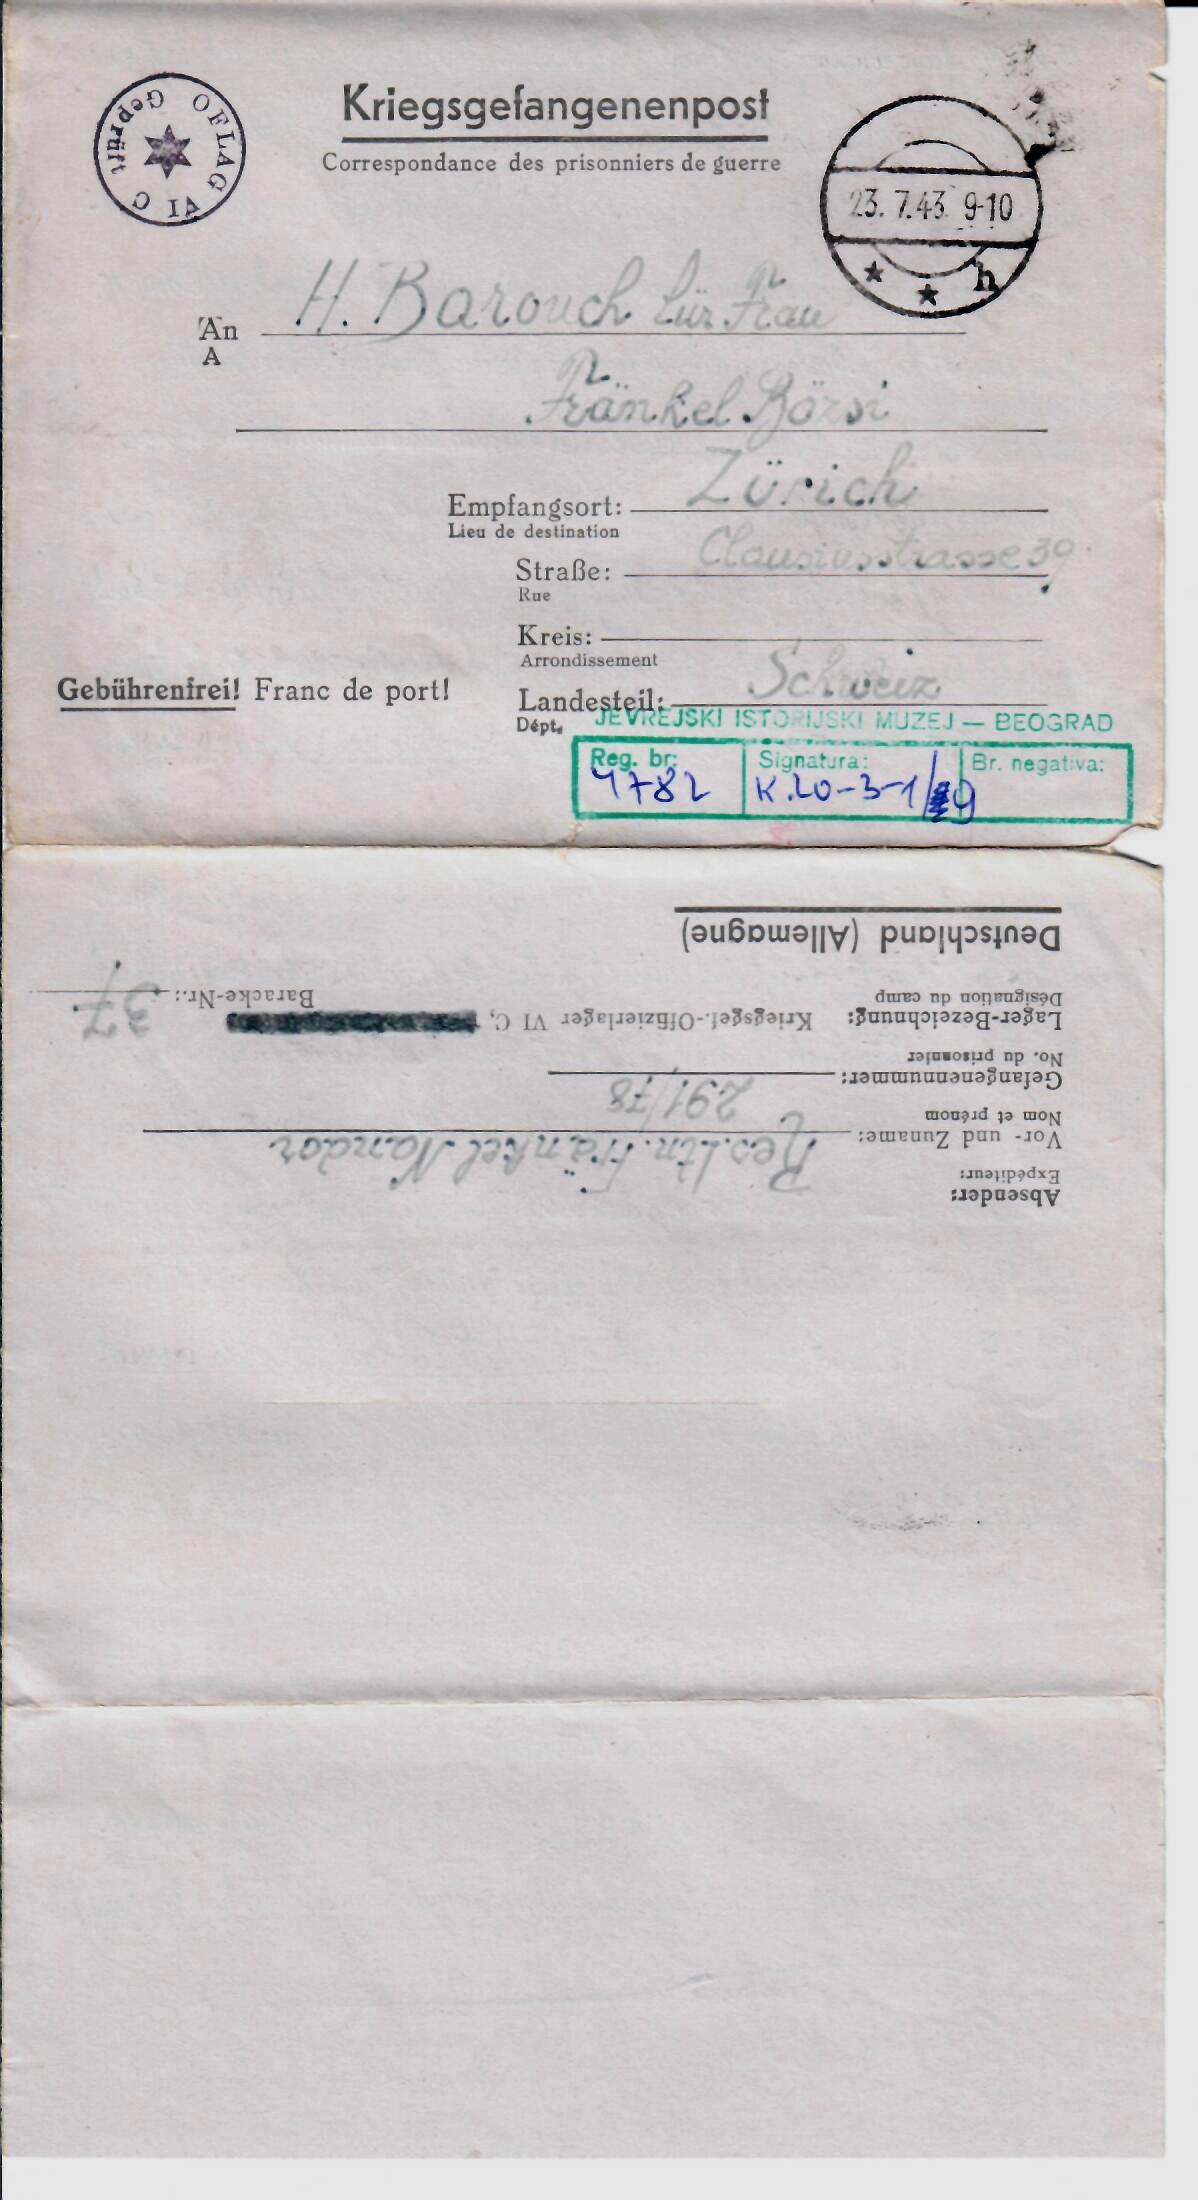 OFLAG VI C
Geprüft
Kriegsgefangenenpost
Correspondance des prisonniers de guerre
23.7.43 9-10
h
An H. Barouch für Frau
A
Fränkel Börsi
Empfangsort: Zürich
Lieu de destination
Straße: Clausiusstrasse 39
Rue
Kreis:
Arrondissement
Gebührenfrei! Franc de port!
Landesteil: Schweiz
Dépt.
JEVREJSKI ISTORIJSKI MUZEJ — BEOGRAD
Reg. br: 4782
Signatura: K.20-3-1/9
Br. negativa:
Absender:
Expéditeur:
Vor- und Zuname: Res.Ltn. Fränkel Nandor
Nom et prénom
Gefangenennummer: 291/78
No. du prisonnier
Lager-Bezeichnung: Kriegsgef.-Offizierlager VI C,
Désignation du camp
Baracke-Nr.: 37
Deutschland (Allemagne)